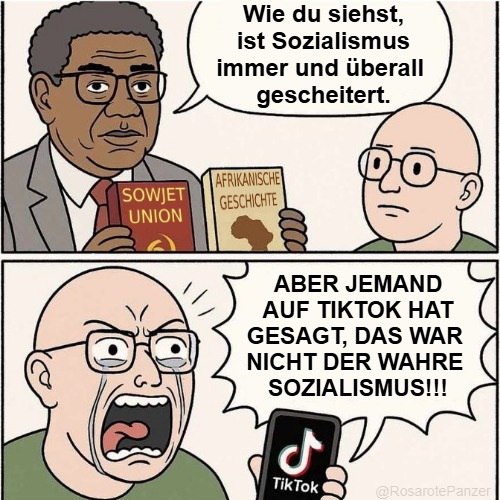 Wie du siehst,
ist Sozialismus
immer und überall
gescheitert.
SOWJET
UNION
AFRIKANISCHE
GESCHICHTE
ABER JEMAND
AUF TIKTOK HAT
GESAGT, DAS WAR
NICHT DER WAHRE
SOZIALISMUS!!!
TikTok
@RosarotePanzer